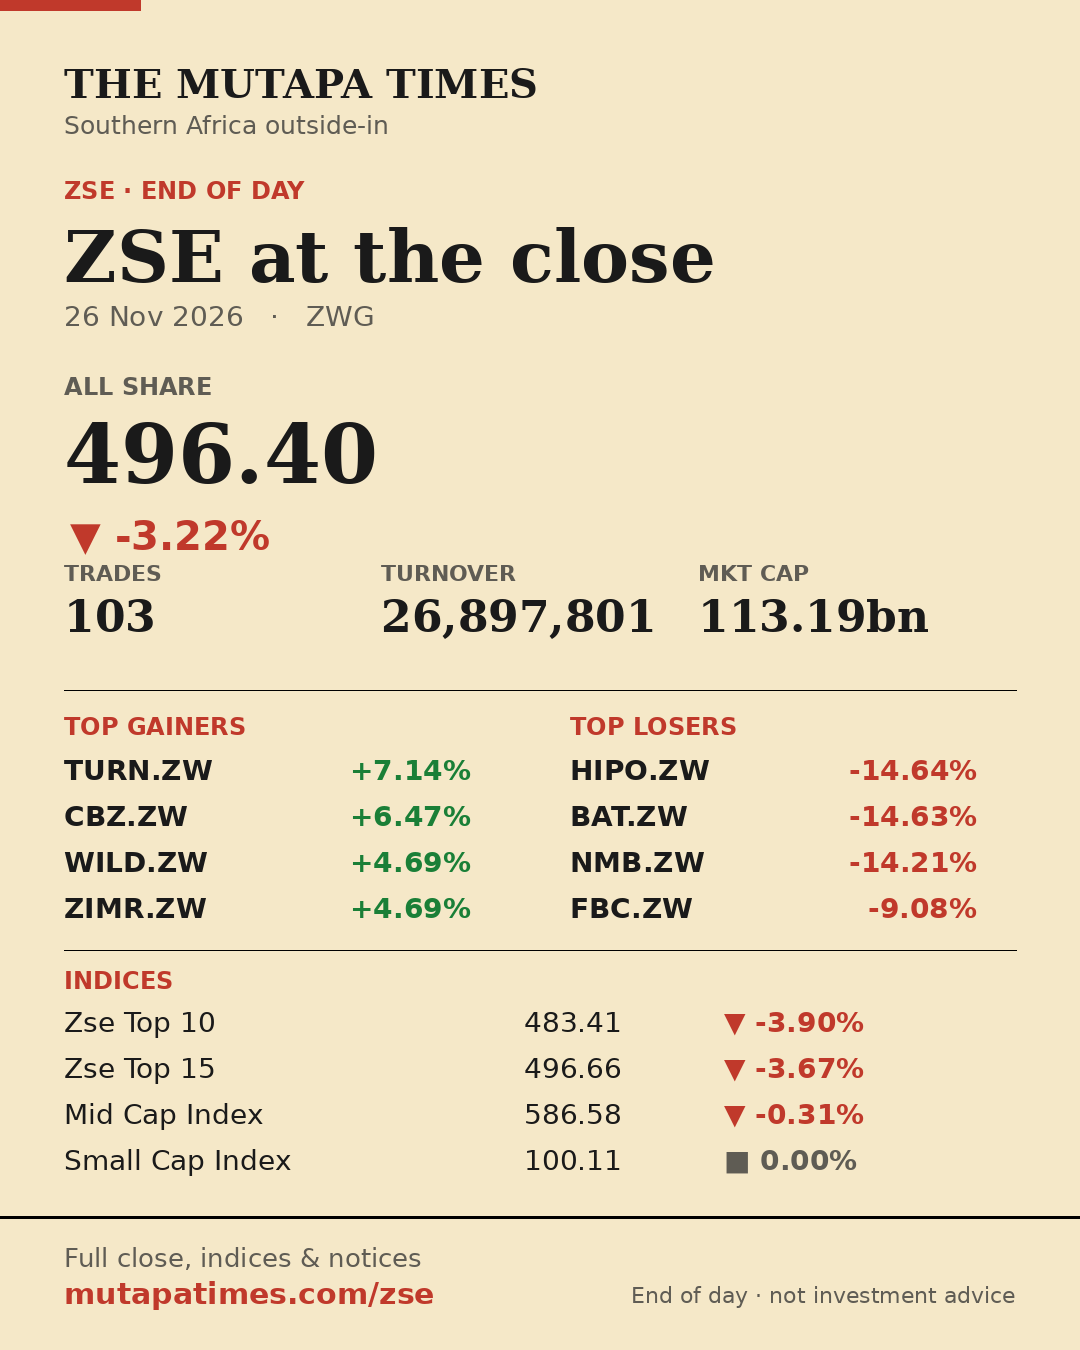 THE MUTAPA TIMES
Southern Africa outside-in
ZSE · END OF DAY
ZSE at the close
26 Nov 2026 · ZWG
ALL SHARE
496.40
▼ -3.22%
TRADES TURNOVER MKT CAP
103 26,897,801 113.19bn
TOP GAINERS TOP LOSERS
TURN.ZW +7.14% HIPO.ZW -14.64%
CBZ.ZW +6.47% BAT.ZW -14.63%
WILD.ZW +4.69% NMB.ZW -14.21%
ZIMR.ZW +4.69% FBC.ZW -9.08%
INDICES
Zse Top 10 483.41 ▼ -3.90%
Zse Top 15 496.66 ▼ -3.67%
Mid Cap Index 586.58 ▼ -0.31%
Small Cap Index 100.11 ■ 0.00%
Full close, indices & notices
mutapatimes.com/zse
End of day · not investment advice